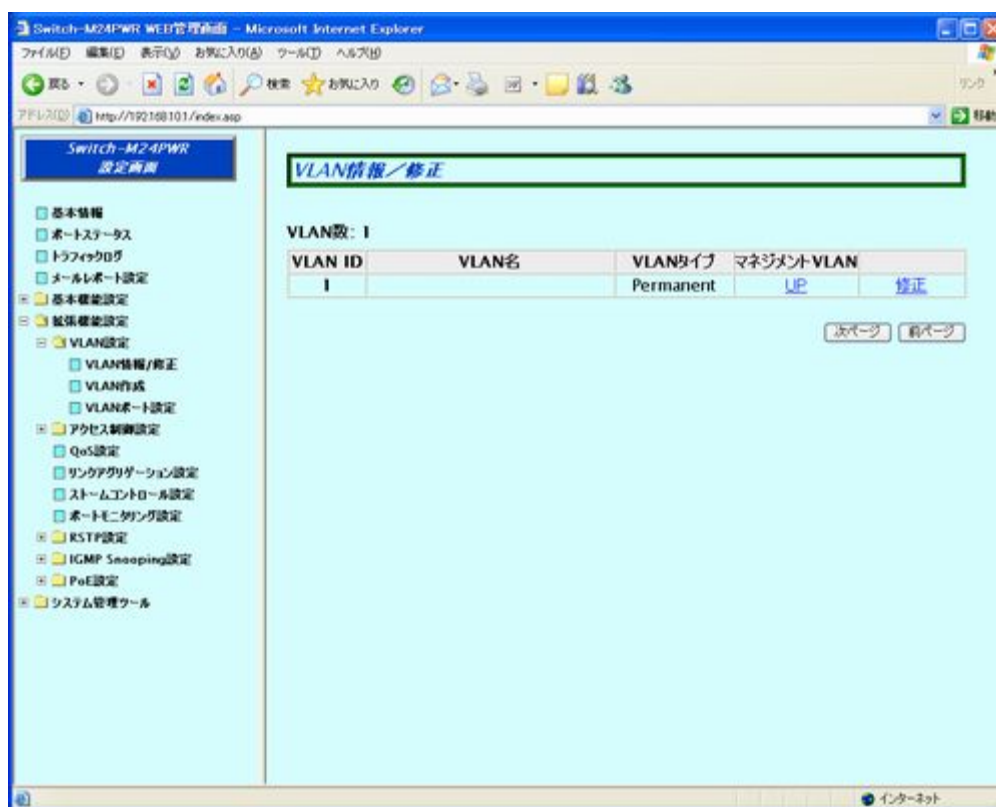 Switch-M24PWR WEB管理画面 - Microsoft Internet Explorer
ファイル(F) 編集(E) 表示(V) お気に入り(A) ツール(T) ヘルプ(H)
戻る 検索 お気に入り リンク
アドレス(D) http://192.168.1.0.1/index.asp 移動
Switch-M24PWR
設定画面
基本情報
ポートステータス
トラフィックログ
メールレポート設定
基本機能設定
拡張機能設定
VLAN設定
VLAN情報/修正
VLAN作成
VLANポート設定
アクセス制御設定
QoS設定
リンクアグリゲーション設定
ストームコントロール設定
ポートモニタリング設定
RSTP設定
IGMP Snooping設定
PoE設定
システム管理ツール
VLAN情報/修正
VLAN数: 1
VLAN ID VLAN名 VLANタイプ マネジメントVLAN
1 Permanent UP 修正
次ページ 前ページ
インターネット